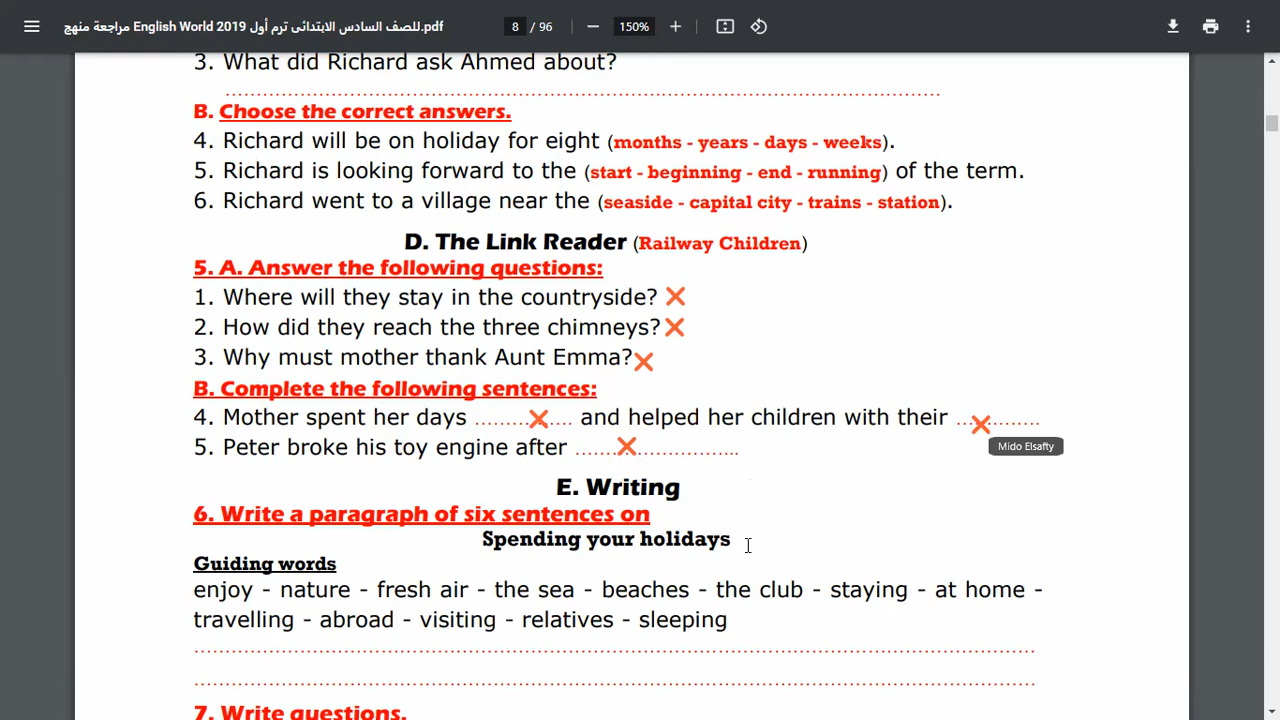 مراجعة منهج English World 2019 للصف السادس الابتدائى ترم أول.pdf
8 / 96
150%
3. What did Richard ask Ahmed about?
................................................................................
B. Choose the correct answers.
4. Richard will be on holiday for eight (months - years - days - weeks).
5. Richard is looking forward to the (start - beginning - end - running) of the term.
6. Richard went to a village near the (seaside - capital city - trains - station).
D. The Link Reader (Railway Children)
5. A. Answer the following questions:
1. Where will they stay in the countryside?
2. How did they reach the three chimneys?
3. Why must mother thank Aunt Emma?
B. Complete the following sentences:
4. Mother spent her days ............... and helped her children with their ...............
Mido Elsafty
5. Peter broke his toy engine after .........................
E. Writing
6. Write a paragraph of six sentences on
Spending your holidays
Guiding words
enjoy - nature - fresh air - the sea - beaches - the club - staying - at home -
travelling - abroad - visiting - relatives - sleeping
................................................................................
................................................................................
7. Write questions.